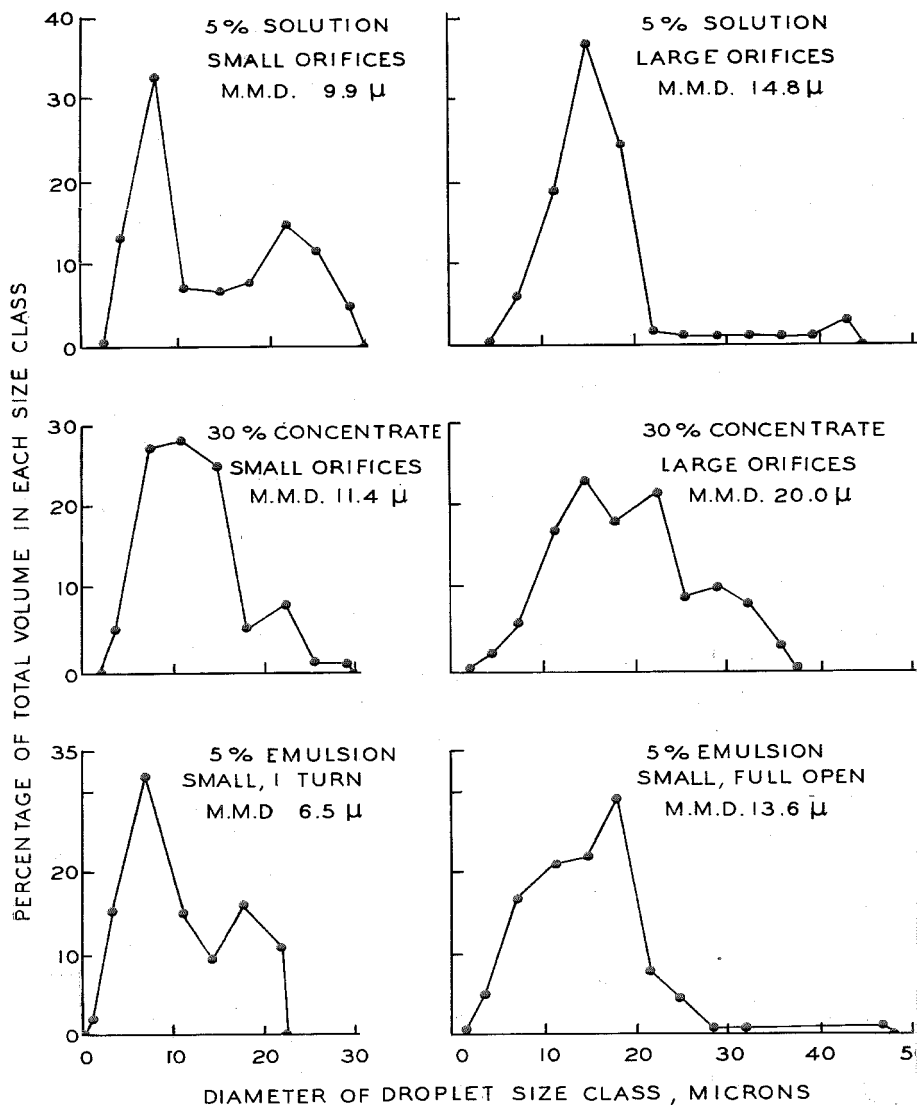 PERCENTAGE OF TOTAL VOLUME IN EACH SIZE CLASS
40
30
20
10
0
5% SOLUTION
SMALL ORIFICES
M.M.D. 9.9 μ
5% SOLUTION
LARGE ORIFICES
M.M.D. 14.8 μ
30
20
10
0
30% CONCENTRATE
SMALL ORIFICES
M.M.D. 11.4 μ
30% CONCENTRATE
LARGE ORIFICES
M.M.D. 20.0 μ
35
20
10
0
5% EMULSION
SMALL, 1 TURN
M.M.D 6.5 μ
5% EMULSION
SMALL, FULL OPEN
M.M.D. 13.6 μ
0 10 20 30
0 10 20 30 40 50
DIAMETER OF DROPLET SIZE CLASS, MICRONS